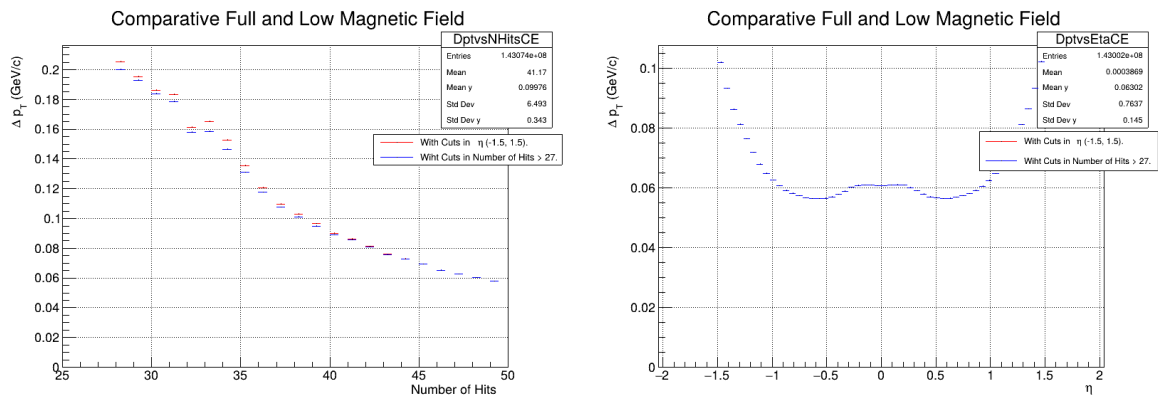 Comparative Full and Low Magnetic Field
DptvsNHitsCE
Entries 1.43074e+08
Mean 41.17
Mean y 0.09976
Std Dev 6.493
Std Dev y 0.343
With Cuts in η (-1.5, 1.5).
Wiht Cuts in Number of Hits > 27.
Δ pT (GeV/c)
0.2
0.18
0.16
0.14
0.12
0.1
0.08
0.06
0.04
0.02
0
25 30 35 40 45 50
Number of Hits
Comparative Full and Low Magnetic Field
DptvsEtaCE
Entries 1.43002e+08
Mean 0.0003869
Mean y 0.06302
Std Dev 0.7637
Std Dev y 0.145
With Cuts in η (-1.5, 1.5).
Wiht Cuts in Number of Hits > 27.
Δ pT (GeV/c)
0.1
0.08
0.06
0.04
0.02
0
−2 −1.5 −1 −0.5 0 0.5 1 1.5 2
η